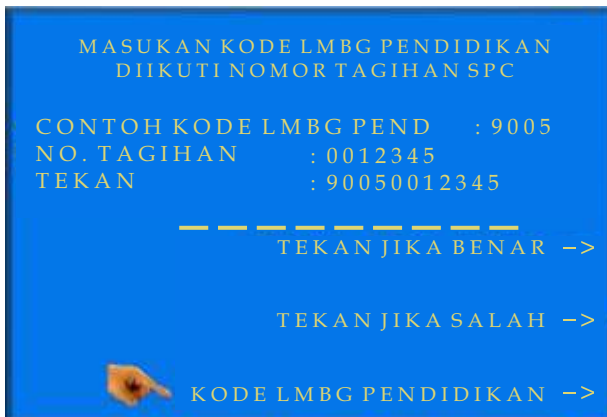 MASUKAN KODE LMBG PENDIDIKAN
DIIKUTI NOMOR TAGIHAN SPC
CONTOH KODE LMBG PEND : 9005
NO. TAGIHAN : 0012345
TEKAN : 90050012345
_ _ _ _ _ _ _ _ _
TEKAN JIKA BENAR ->
TEKAN JIKA SALAH ->
KODE LMBG PENDIDIKAN ->